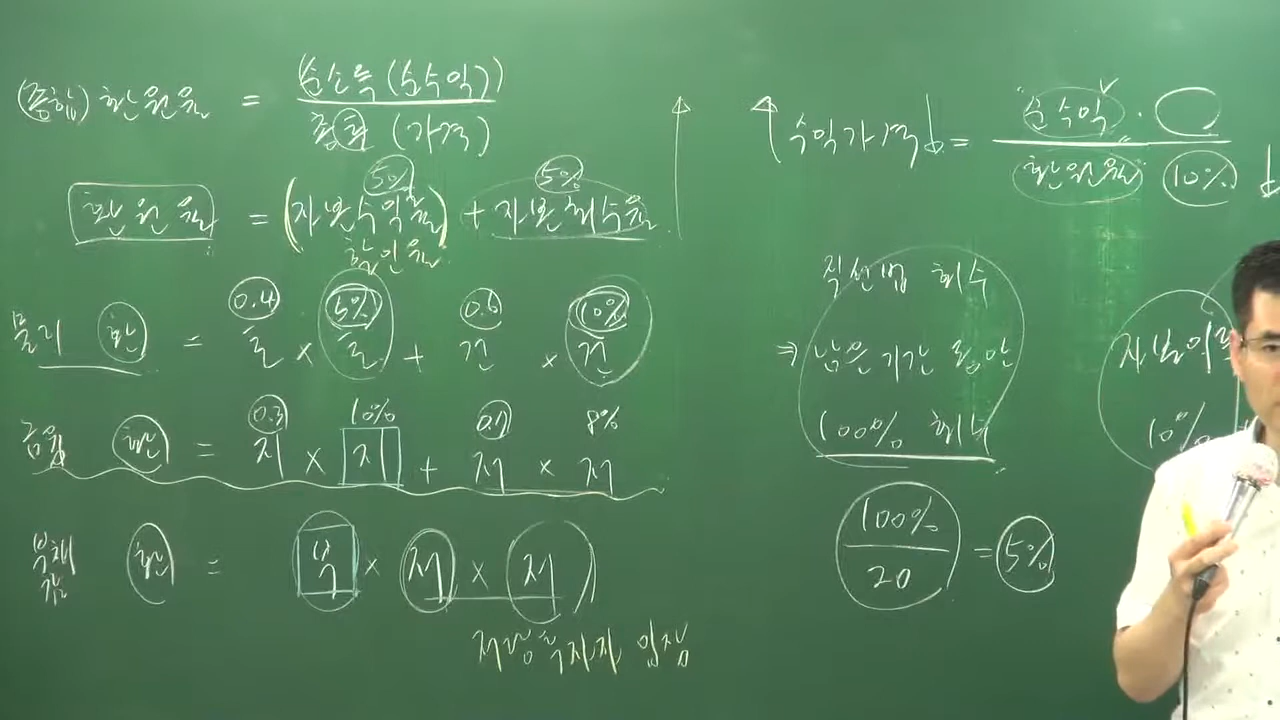 (종합) 환원율 = 순소득 (순수익) / 총화 (가격)
환원율 = (자본수익률 5% + 자본회수율 5%
할인율
물리 환 = 토 0.4 × 토 5% + 건 0.6 × 건 10%
금융 환 = 지 0.3 × 지 10% + 저 0.7 × 저 8%
부채 환 = 부 × 저 × 저
감
저당투자자 입장
수익가격 = "순수익" · / 환원율 10%
직선법 회수
⇒ 남은기간 동안
100% 회수
100% / 20 = 5%
10%